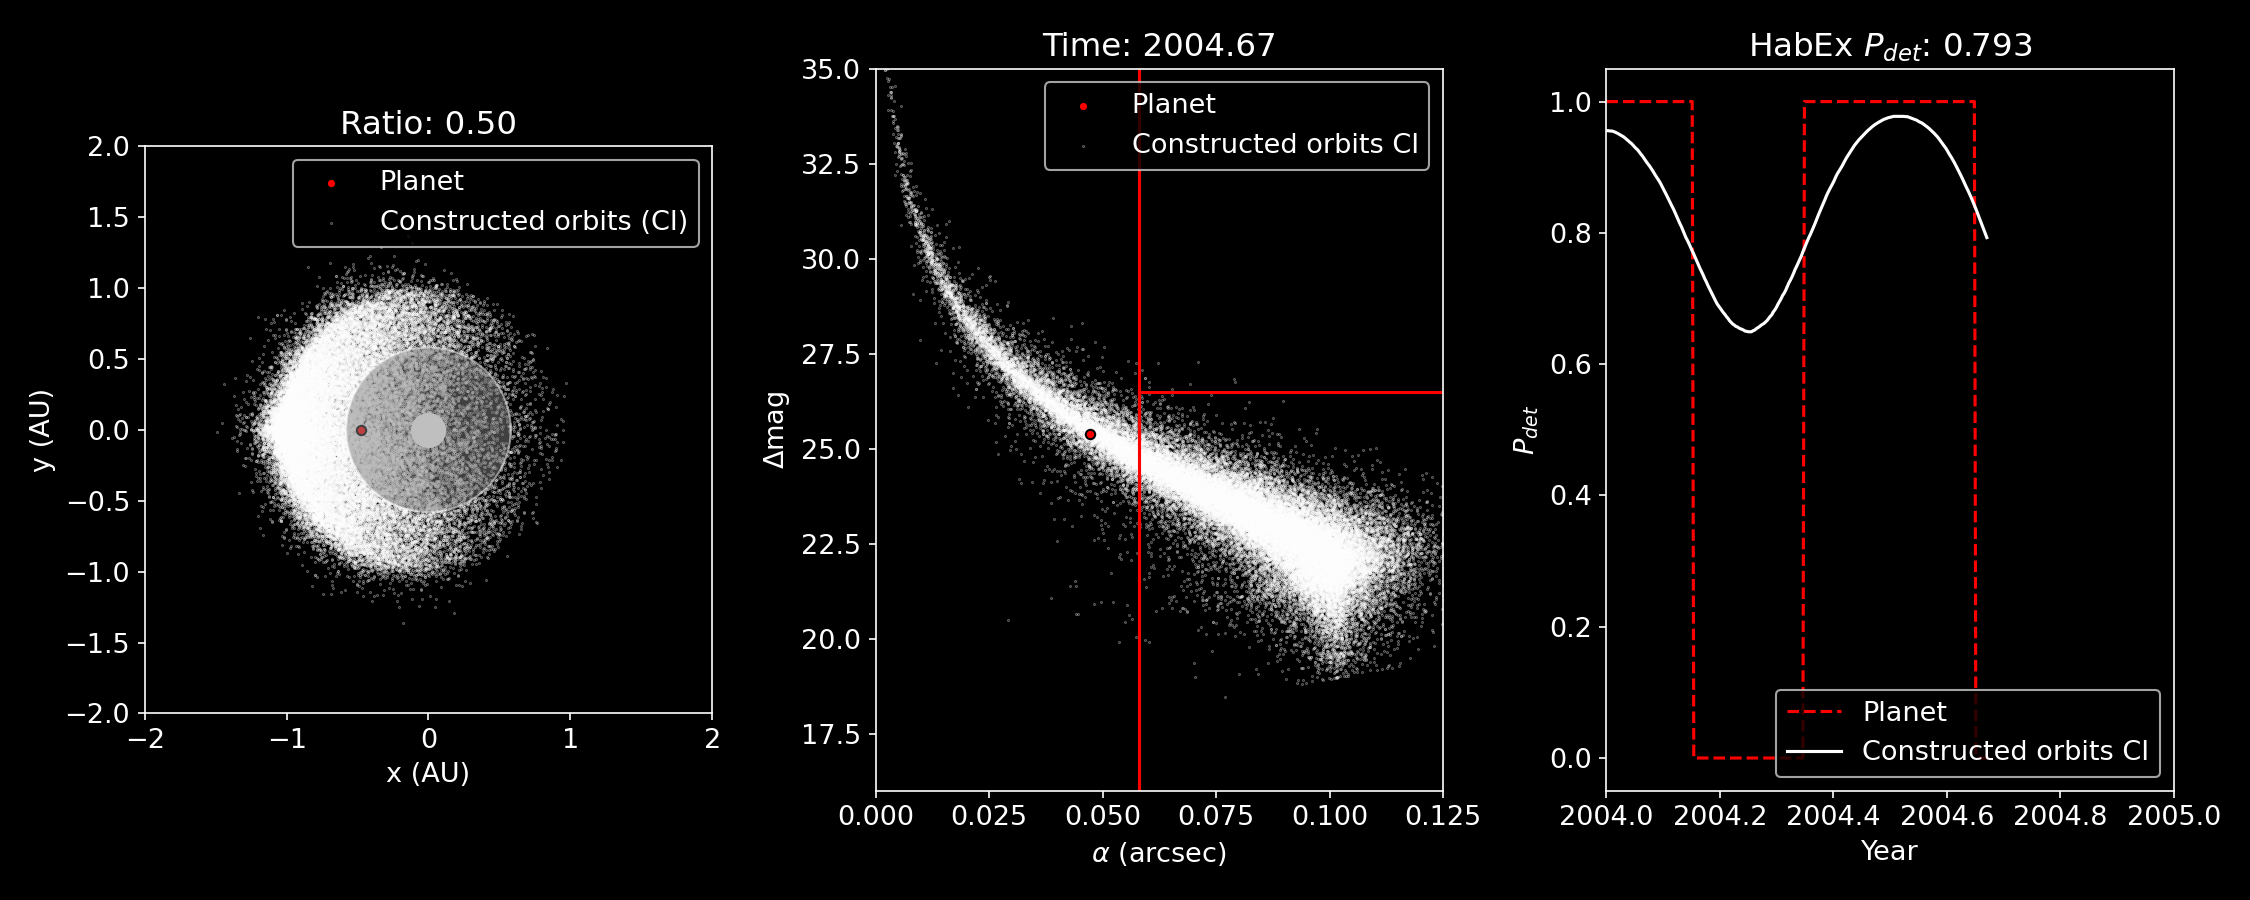 Ratio: 0.50
2.0
1.5
1.0
0.5
0.0
−0.5
−1.0
−1.5
−2.0
y (AU)
Planet
Constructed orbits (CI)
−2
−1
0
1
2
x (AU)
Time: 2004.67
35.0
32.5
30.0
27.5
25.0
22.5
20.0
17.5
Δmag
Planet
Constructed orbits CI
0.000
0.025
0.050
0.075
0.100
0.125
α (arcsec)
HabEx P_det: 0.793
1.0
0.8
0.6
0.4
0.2
0.0
P_det
Planet
Constructed orbits CI
2004.0
2004.2
2004.4
2004.6
2004.8
2005.0
Year